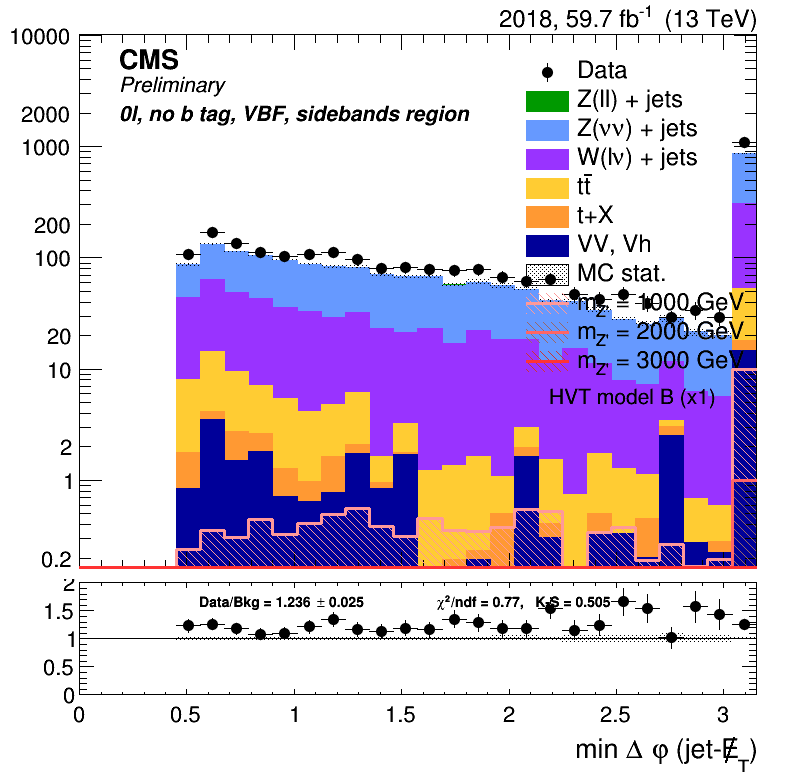 2018, 59.7 fb⁻¹ (13 TeV)
CMS
Preliminary
0l, no b tag, VBF, sidebands region
Data
Z(ll) + jets
Z(νν) + jets
W(lν) + jets
tt̄
t+X
VV, Vh
MC stat.
m_Z' = 1000 GeV
m_Z' = 2000 GeV
m_Z' = 3000 GeV
HVT model B (x1)
10000
2000
1000
200
100
20
10
2
1
0.2
Data/Bkg = 1.236 ± 0.025 χ²/ndf = 0.77, K-S = 0.505
2
1.5
1
0.5
0
0 0.5 1 1.5 2 2.5 3
min Δ φ (jet-E̸_T)